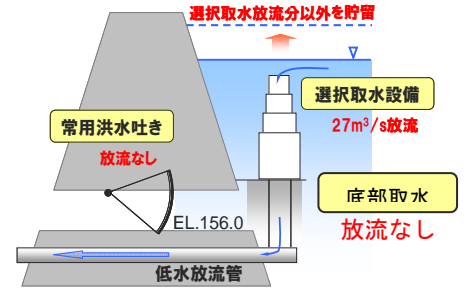 選択取水放流分以外を貯留
選択取水設備
27m³/s放流
常用洪水吐き
放流なし
底部取水
放流なし
EL.156.0
低水放流管